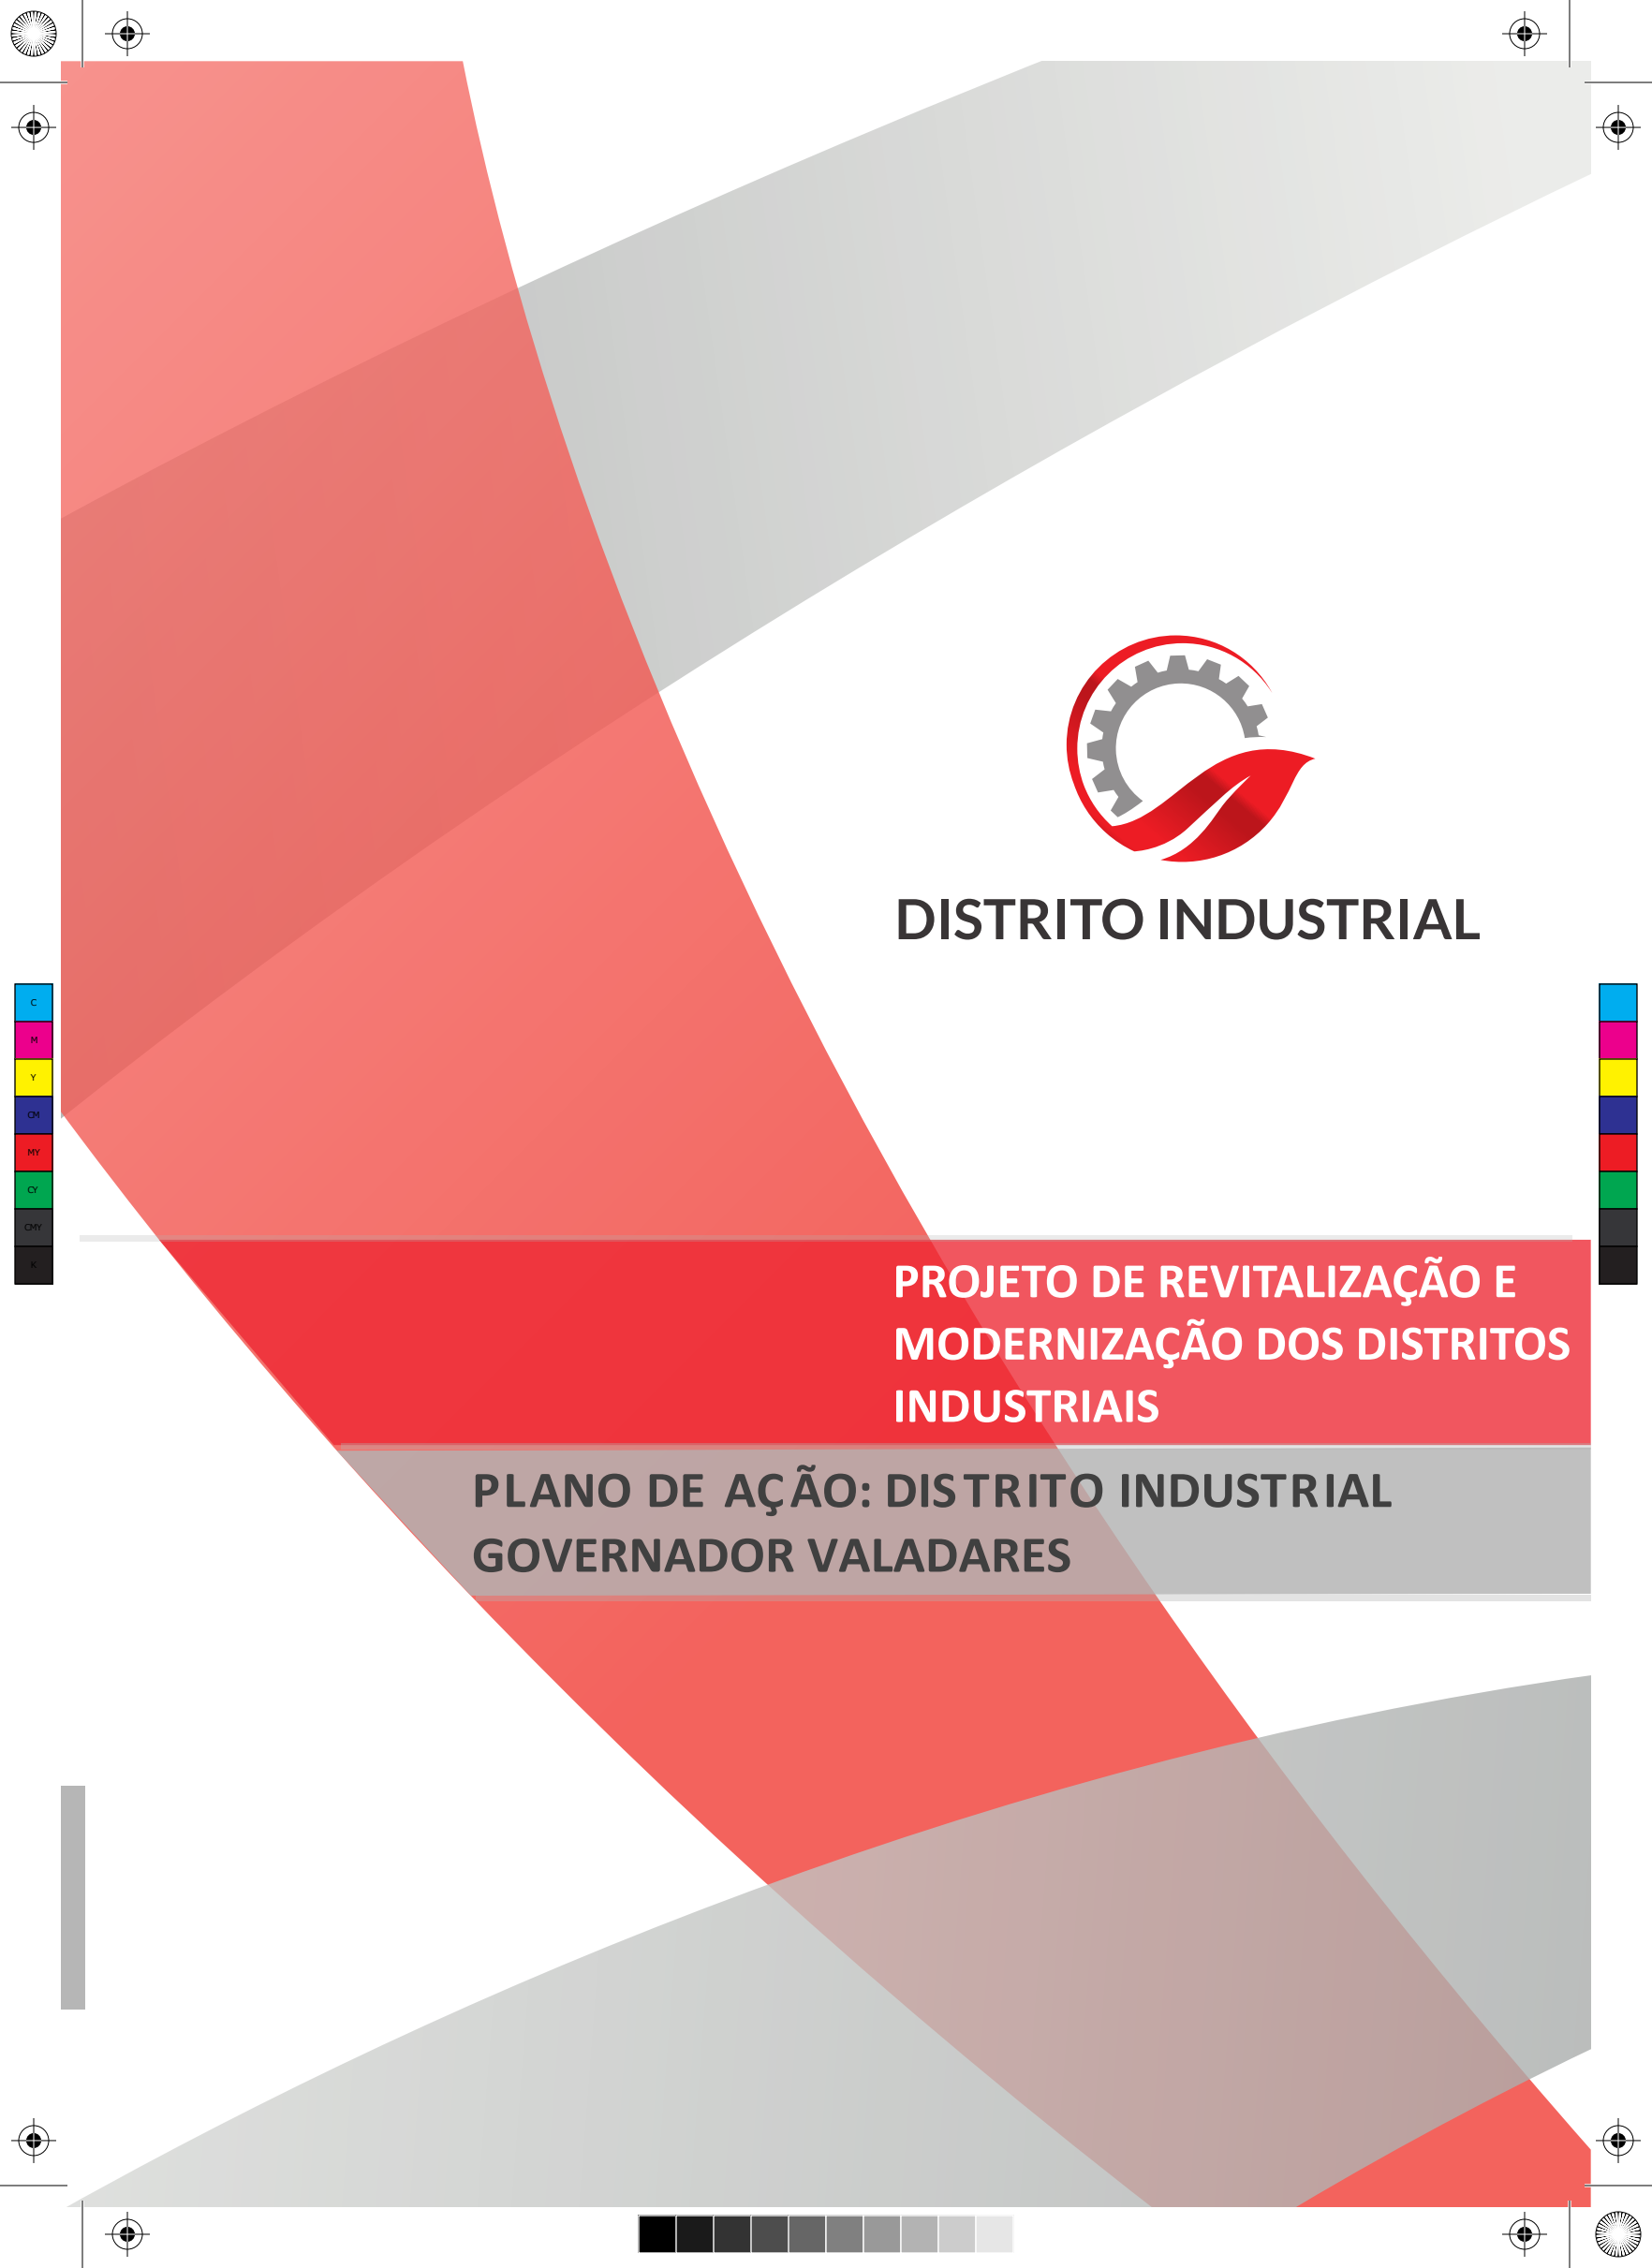 DISTRITO INDUSTRIAL
C
M
Y
CM
MY
CY
CMY
K
PROJETO DE REVITALIZAÇÃO E
MODERNIZAÇÃO DOS DISTRITOS
INDUSTRIAIS
PLANO DE AÇÃO: DISTRITO INDUSTRIAL
GOVERNADOR VALADARES